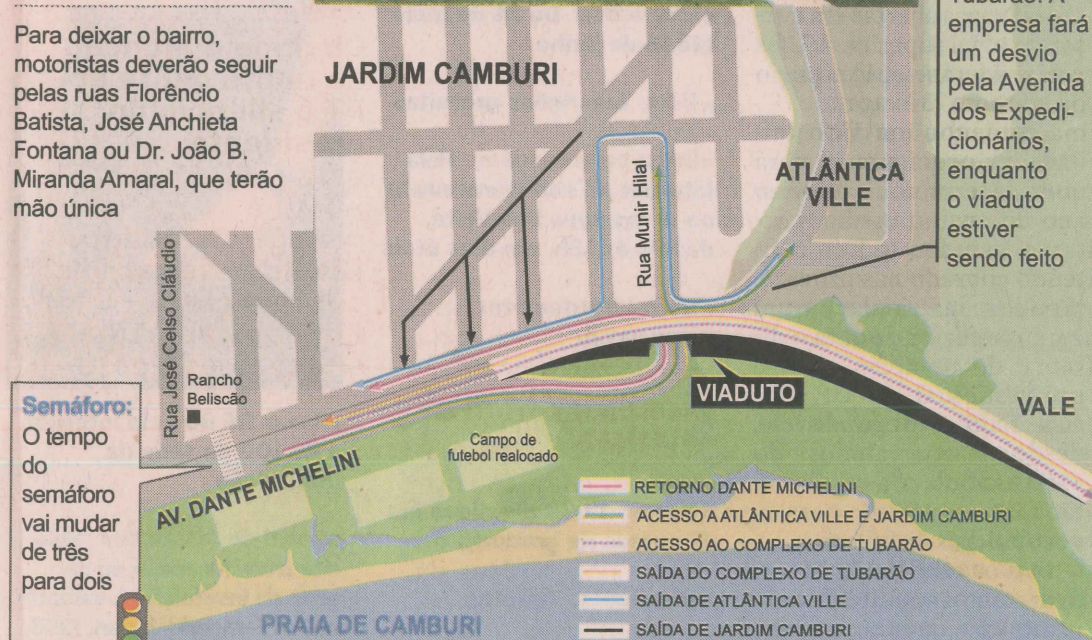 Para deixar o bairro,
motoristas deverão seguir
pelas ruas Florêncio
Batista, José Anchieta
Fontana ou Dr. João B.
Miranda Amaral, que terão
mão única
JARDIM CAMBURI
Rua Munir Hilal
ATLÂNTICA
VILLE
Tubarão. A
empresa fará
um desvio
pela Avenida
dos Expedi-
cionários,
enquanto
o viaduto
estiver
sendo feito
Rua José Celso Cláudio
Rancho
Beliscão
Semáforo:
O tempo
do
semáforo
vai mudar
de três
para dois
AV. DANTE MICHELINI
Campo de
futebol realocado
VIADUTO
VALE
RETORNO DANTE MICHELINI
ACESSO A ATLÂNTICA VILLE E JARDIM CAMBURI
ACESSO AO COMPLEXO DE TUBARÃO
SAÍDA DO COMPLEXO DE TUBARÃO
SAÍDA DE ATLÂNTICA VILLE
SAÍDA DE JARDIM CAMBURI
PRAIA DE CAMBURI